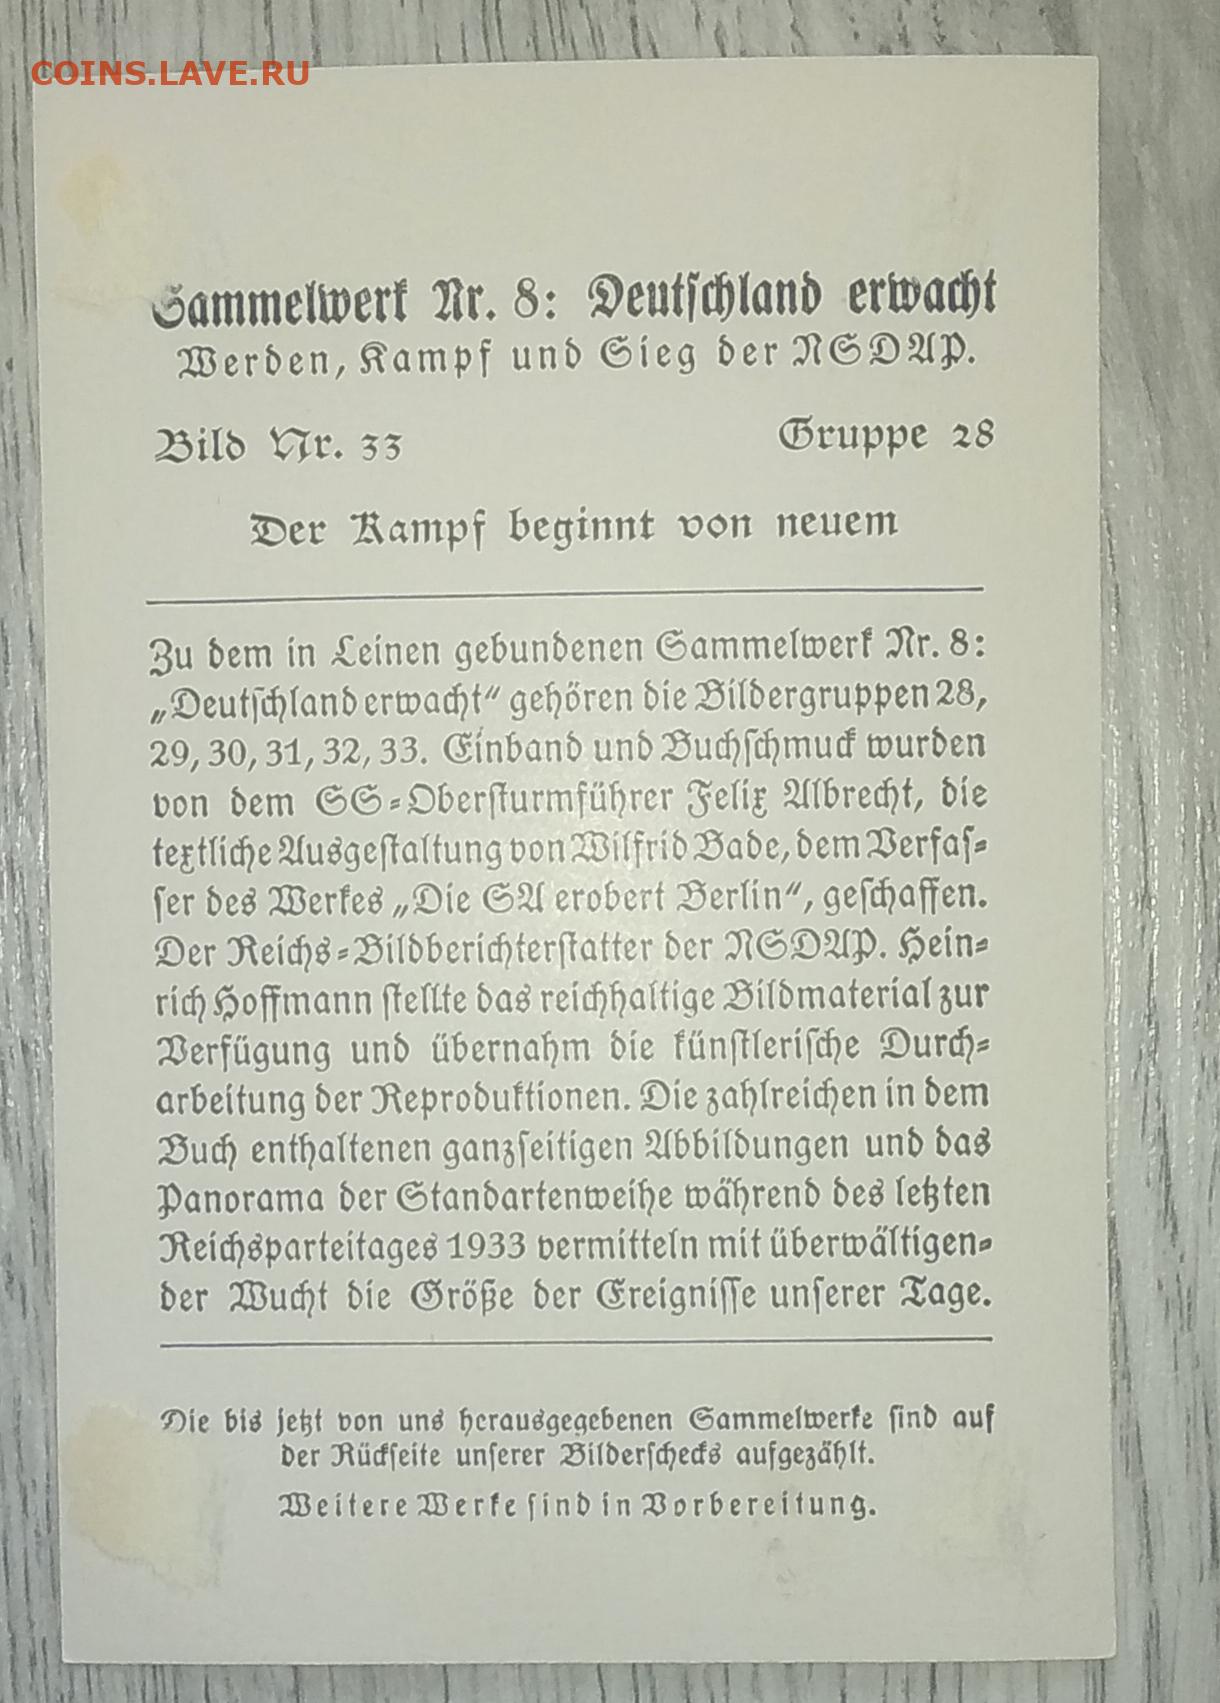 COINS.LAVE.RU
Sammelwerk Nr. 8: Deutschland erwacht
Werden, Kampf und Sieg der NSDAP.
Bild Nr. 33
Gruppe 28
Der Kampf beginnt von neuem
Zu dem in Leinen gebundenen Sammelwerk Nr. 8:
„Deutschland erwacht“ gehören die Bildergruppen 28,
29, 30, 31, 32, 33. Einband und Buchschmuck wurden
von dem SS-Obersturmführer Felix Albrecht, die
textliche Ausgestaltung von Wilfrid Bade, dem Verfas-
ser des Werkes „Die SA erobert Berlin“, geschaffen.
Der Reichs-Bildberichterstatter der NSDAP. Hein-
rich Hoffmann stellte das reichhaltige Bildmaterial zur
Verfügung und übernahm die künstlerische Durch-
arbeitung der Reproduktionen. Die zahlreichen in dem
Buch enthaltenen ganzseitigen Abbildungen und das
Panorama der Standartenweihe während des letzten
Reichsparteitages 1933 vermitteln mit überwältigen-
der Wucht die Größe der Ereignisse unserer Tage.
Die bis jetzt von uns herausgegebenen Sammelwerke sind auf
der Rückseite unserer Bilderschecks aufgezählt.
Weitere Werke sind in Vorbereitung.